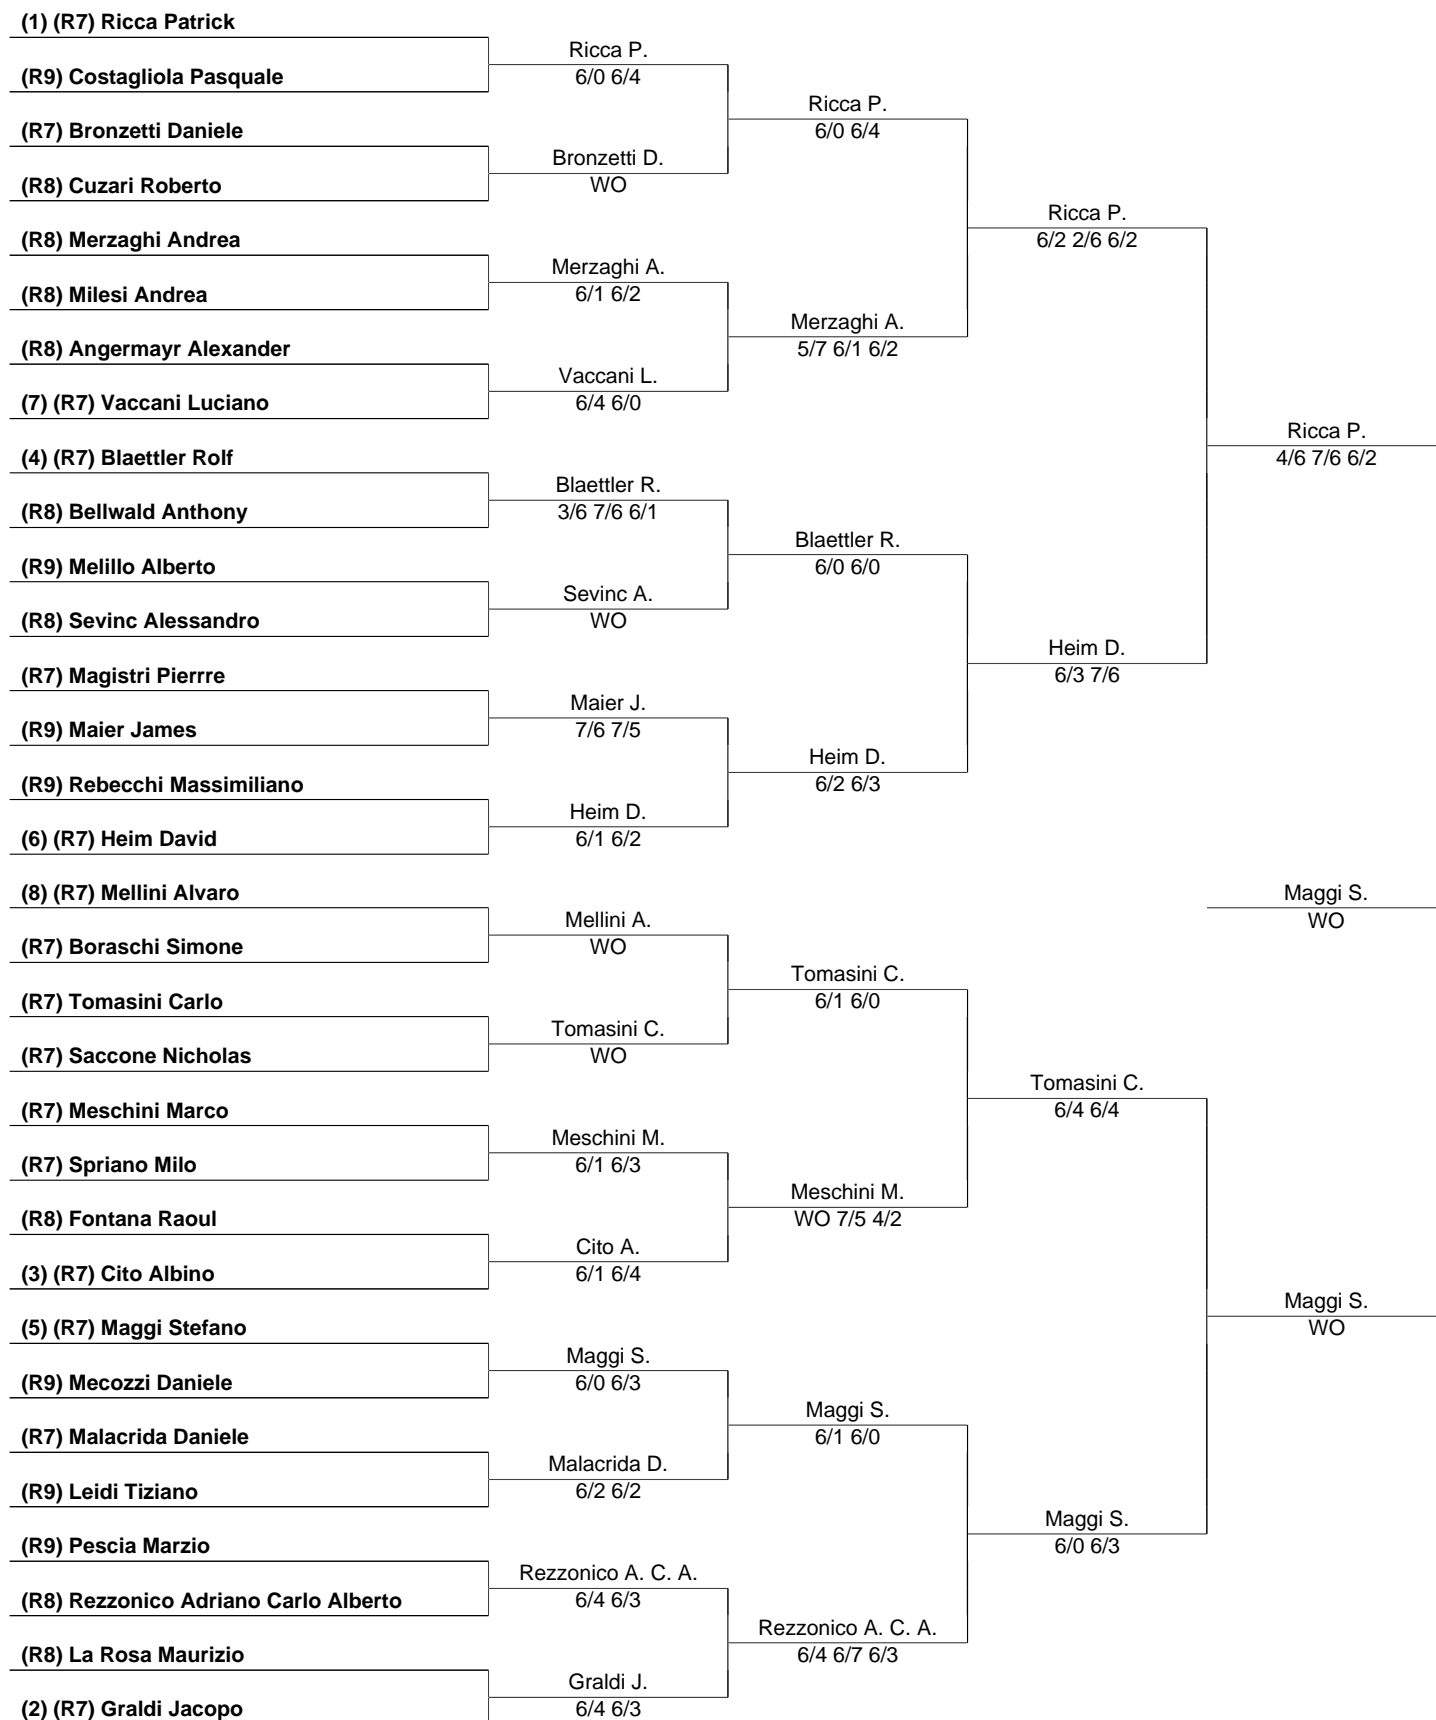 (1) (R7) Ricca Patrick
Ricca P.
(R9) Costagliola Pasquale
6/0 6/4
Ricca P.
(R7) Bronzetti Daniele
6/0 6/4
Bronzetti D.
(R8) Cuzari Roberto
WO
Ricca P.
(R8) Merzaghi Andrea
6/2 2/6 6/2
Merzaghi A.
(R8) Milesi Andrea
6/1 6/2
Merzaghi A.
(R8) Angermayr Alexander
5/7 6/1 6/2
Vaccani L.
(7) (R7) Vaccani Luciano
6/4 6/0
Ricca P.
(4) (R7) Blaettler Rolf
4/6 7/6 6/2
Blaettler R.
(R8) Bellwald Anthony
3/6 7/6 6/1
Blaettler R.
(R9) Melillo Alberto
6/0 6/0
Sevinc A.
(R8) Sevinc Alessandro
WO
Heim D.
(R7) Magistri Pierrre
6/3 7/6
Maier J.
(R9) Maier James
7/6 7/5
Heim D.
(R9) Rebecchi Massimiliano
6/2 6/3
Heim D.
(6) (R7) Heim David
6/1 6/2
(8) (R7) Mellini Alvaro
Maggi S.
Mellini A.
WO
(R7) Boraschi Simone
WO
Tomasini C.
(R7) Tomasini Carlo
6/1 6/0
Tomasini C.
(R7) Saccone Nicholas
WO
Tomasini C.
(R7) Meschini Marco
6/4 6/4
Meschini M.
(R7) Spriano Milo
6/1 6/3
Meschini M.
(R8) Fontana Raoul
WO 7/5 4/2
Cito A.
(3) (R7) Cito Albino
6/1 6/4
Maggi S.
(5) (R7) Maggi Stefano
WO
Maggi S.
(R9) Mecozzi Daniele
6/0 6/3
Maggi S.
(R7) Malacrida Daniele
6/1 6/0
Malacrida D.
(R9) Leidi Tiziano
6/2 6/2
Maggi S.
(R9) Pescia Marzio
6/0 6/3
Rezzonico A. C. A.
(R8) Rezzonico Adriano Carlo Alberto
6/4 6/3
Rezzonico A. C. A.
(R8) La Rosa Maurizio
6/4 6/7 6/3
Graldi J.
(2) (R7) Graldi Jacopo
6/4 6/3